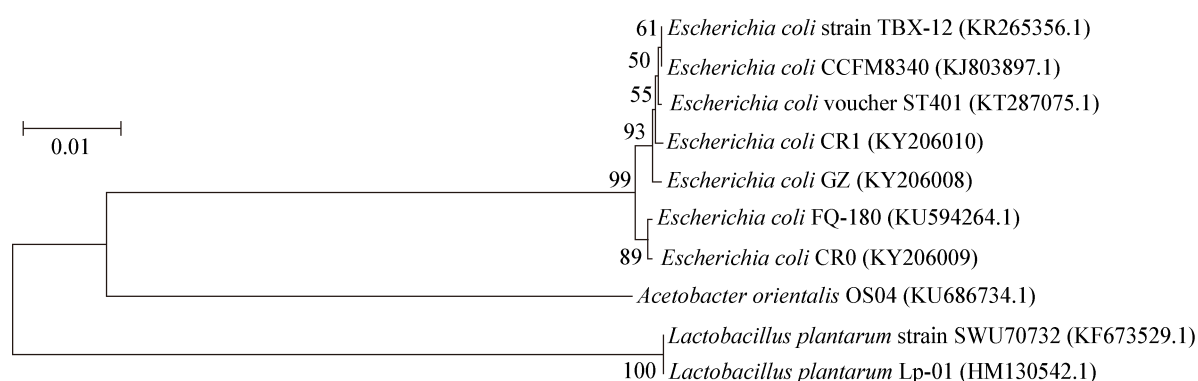 61 Escherichia coli strain TBX-12 (KR265356.1)
50
Escherichia coli CCFM8340 (KJ803897.1)
55
Escherichia coli voucher ST401 (KT287075.1)
93
Escherichia coli CR1 (KY206010)
0.01
99
Escherichia coli GZ (KY206008)
Escherichia coli FQ-180 (KU594264.1)
89 Escherichia coli CR0 (KY206009)
Acetobacter orientalis OS04 (KU686734.1)
Lactobacillus plantarum strain SWU70732 (KF673529.1)
100 Lactobacillus plantarum Lp-01 (HM130542.1)